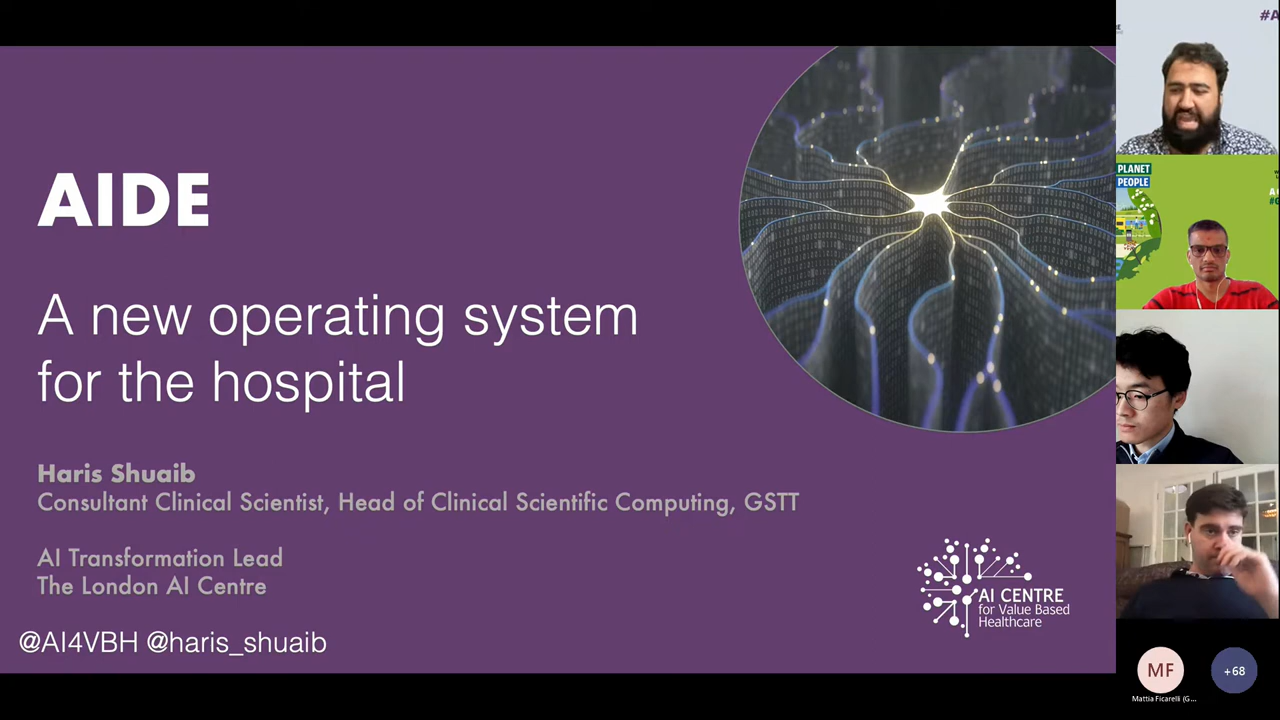 AIDE
A new operating system
for the hospital
Haris Shuaib
Consultant Clinical Scientist, Head of Clinical Scientific Computing, GSTT
AI Transformation Lead
The London AI Centre
@AI4VBH @haris_shuaib
AI CENTRE
for Value Based
Healthcare
#A
PLANET
PEOPLE
MF
+68
Mattia Ficarelli (G...